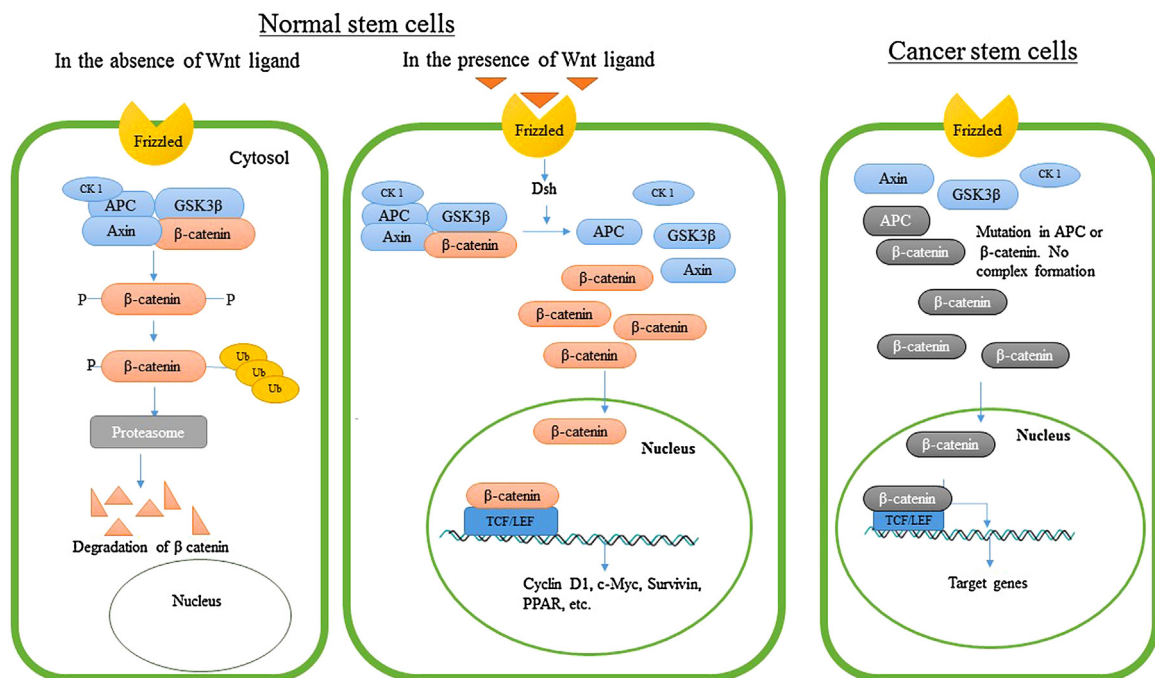 Normal stem cells
In the absence of Wnt ligand
Frizzled
Cytosol
CK 1
APC
GSK3β
Axin
β-catenin
P
β-catenin
P
P
β-catenin
Ub
Ub
Ub
Proteasome
Degradation of β catenin
Nucleus
In the presence of Wnt ligand
Frizzled
Dsh
CK 1
APC
GSK3β
Axin
β-catenin
CK 1
APC
GSK3β
Axin
β-catenin
β-catenin
β-catenin
β-catenin
β-catenin
Nucleus
β-catenin
TCF/LEF
Cyclin D1, c-Myc, Survivin,
PPAR, etc.
Cancer stem cells
Frizzled
Axin
CK 1
GSK3β
APC
β-catenin
Mutation in APC or
β-catenin. No
complex formation
β-catenin
β-catenin
β-catenin
β-catenin
Nucleus
β-catenin
TCF/LEF
Target genes